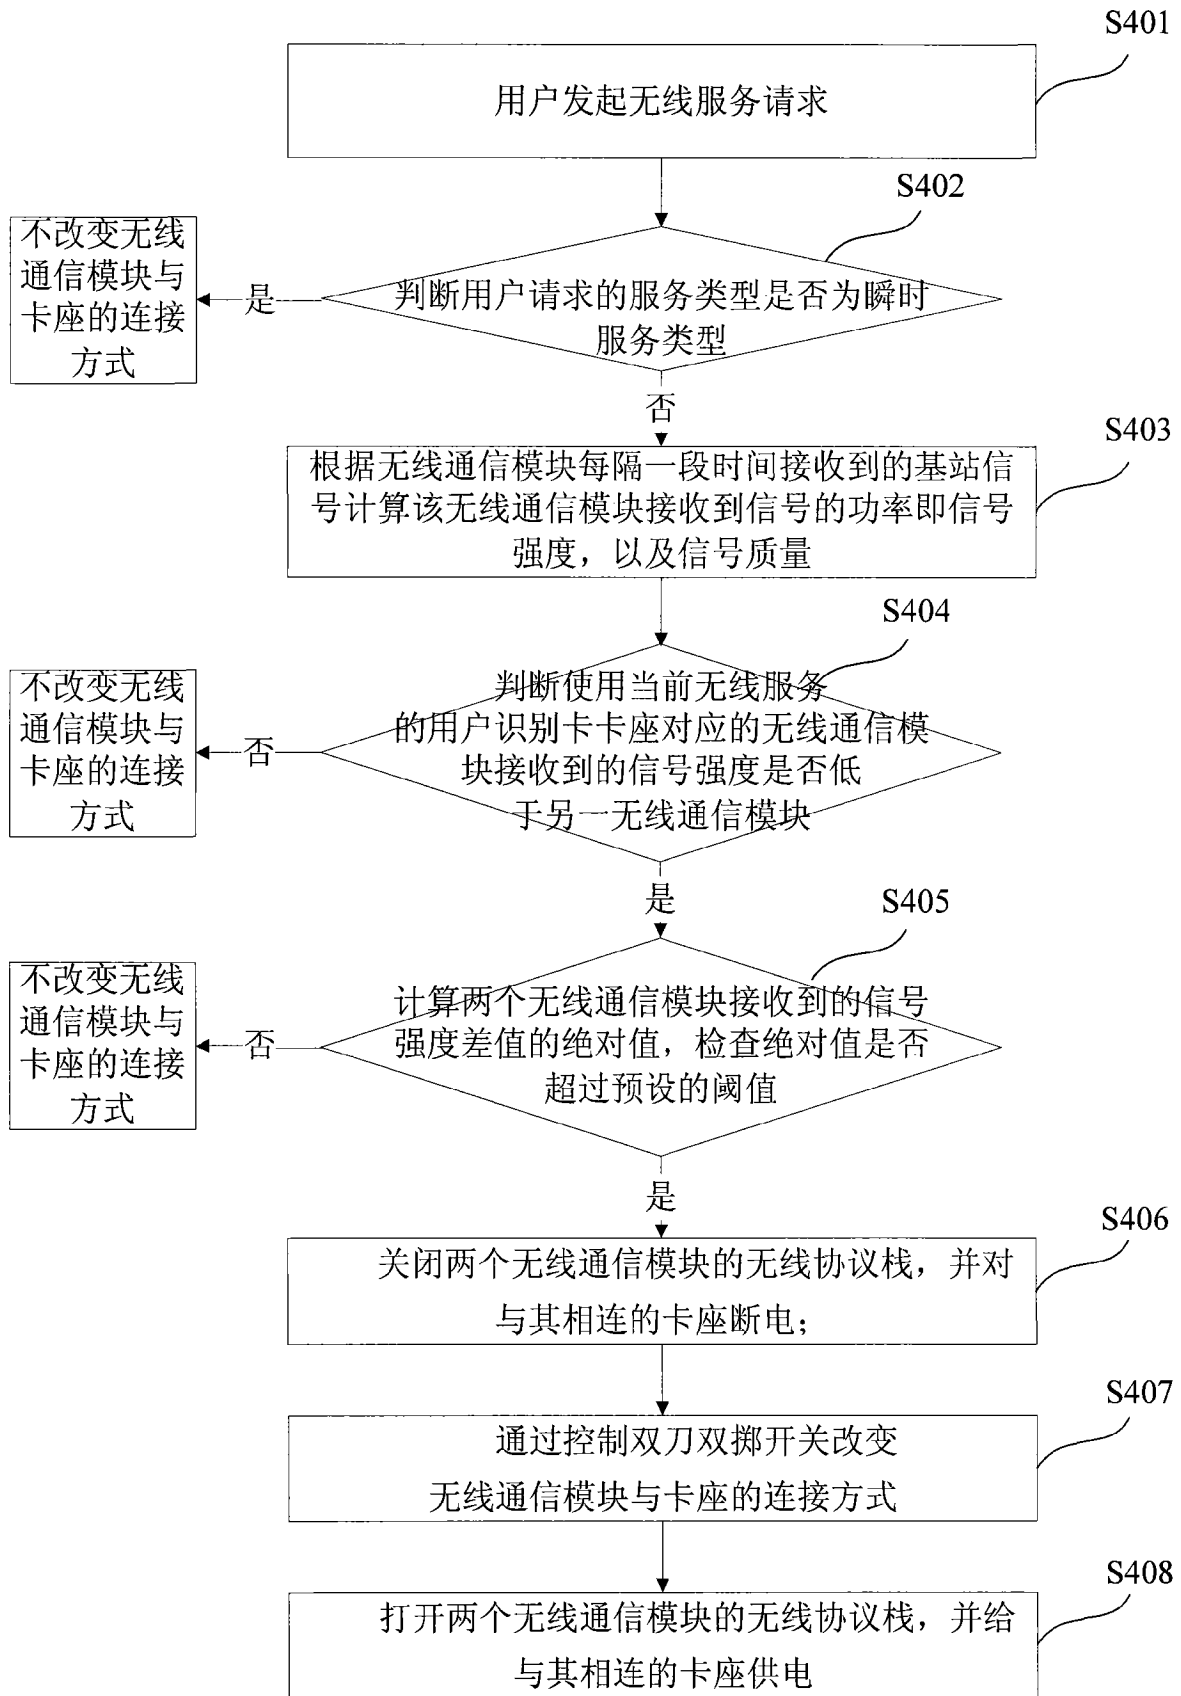 S401
用户发起无线服务请求
S402
判断用户请求的服务类型是否为瞬时
服务类型
是
不改变无线
通信模块与
卡座的连接
方式
否
S403
根据无线通信模块每隔一段时间接收到的基站信
号计算该无线通信模块接收到信号的功率即信号
强度，以及信号质量
S404
判断使用当前无线服务
的用户识别卡卡座对应的无线通信模
块接收到的信号强度是否低
于另一无线通信模块
否
不改变无线
通信模块与
卡座的连接
方式
是
S405
计算两个无线通信模块接收到的信号
强度差值的绝对值，检查绝对值是否
超过预设的阈值
否
不改变无线
通信模块与
卡座的连接
方式
是
S406
关闭两个无线通信模块的无线协议栈，并对
与其相连的卡座断电；
S407
通过控制双刀双掷开关改变
无线通信模块与卡座的连接方式
S408
打开两个无线通信模块的无线协议栈，并给
与其相连的卡座供电